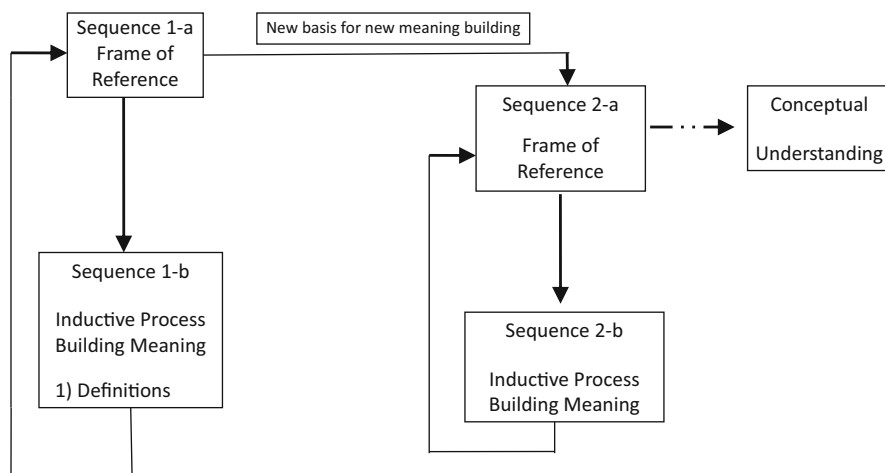 Sequence 1-a
Frame of
Reference
New basis for new meaning building
Sequence 2-a
Frame of
Reference
Conceptual
Understanding
Sequence 1-b
Inductive Process
Building Meaning
1) Definitions
Sequence 2-b
Inductive Process
Building Meaning